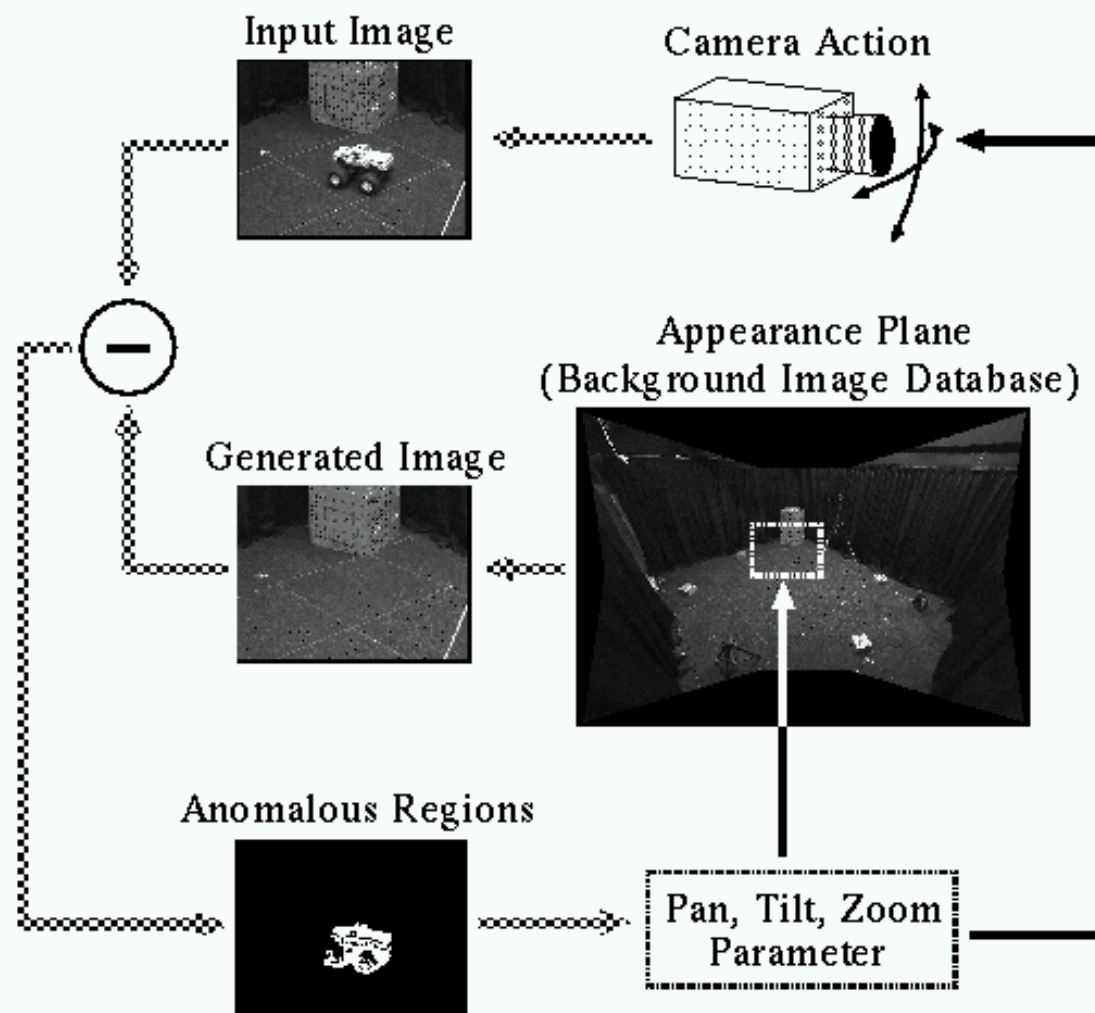 Input Image
Camera Action
Appearance Plane
(Background Image Database)
Generated Image
Anomalous Regions
Pan, Tilt, Zoom
Parameter